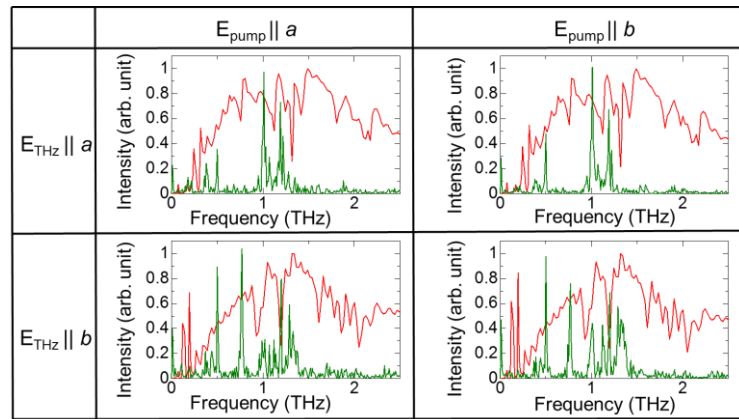 E_pump || a
E_pump || b
E_THz || a
Intensity (arb. unit)
1
0.8
0.6
0.4
0.2
0
0 1 2
Frequency (THz)
Intensity (arb. unit)
1
0.8
0.6
0.4
0.2
0
0 1 2
Frequency (THz)
E_THz || b
Intensity (arb. unit)
1
0.8
0.6
0.4
0.2
0
0 1 2
Frequency (THz)
Intensity (arb. unit)
1
0.8
0.6
0.4
0.2
0
0 1 2
Frequency (THz)